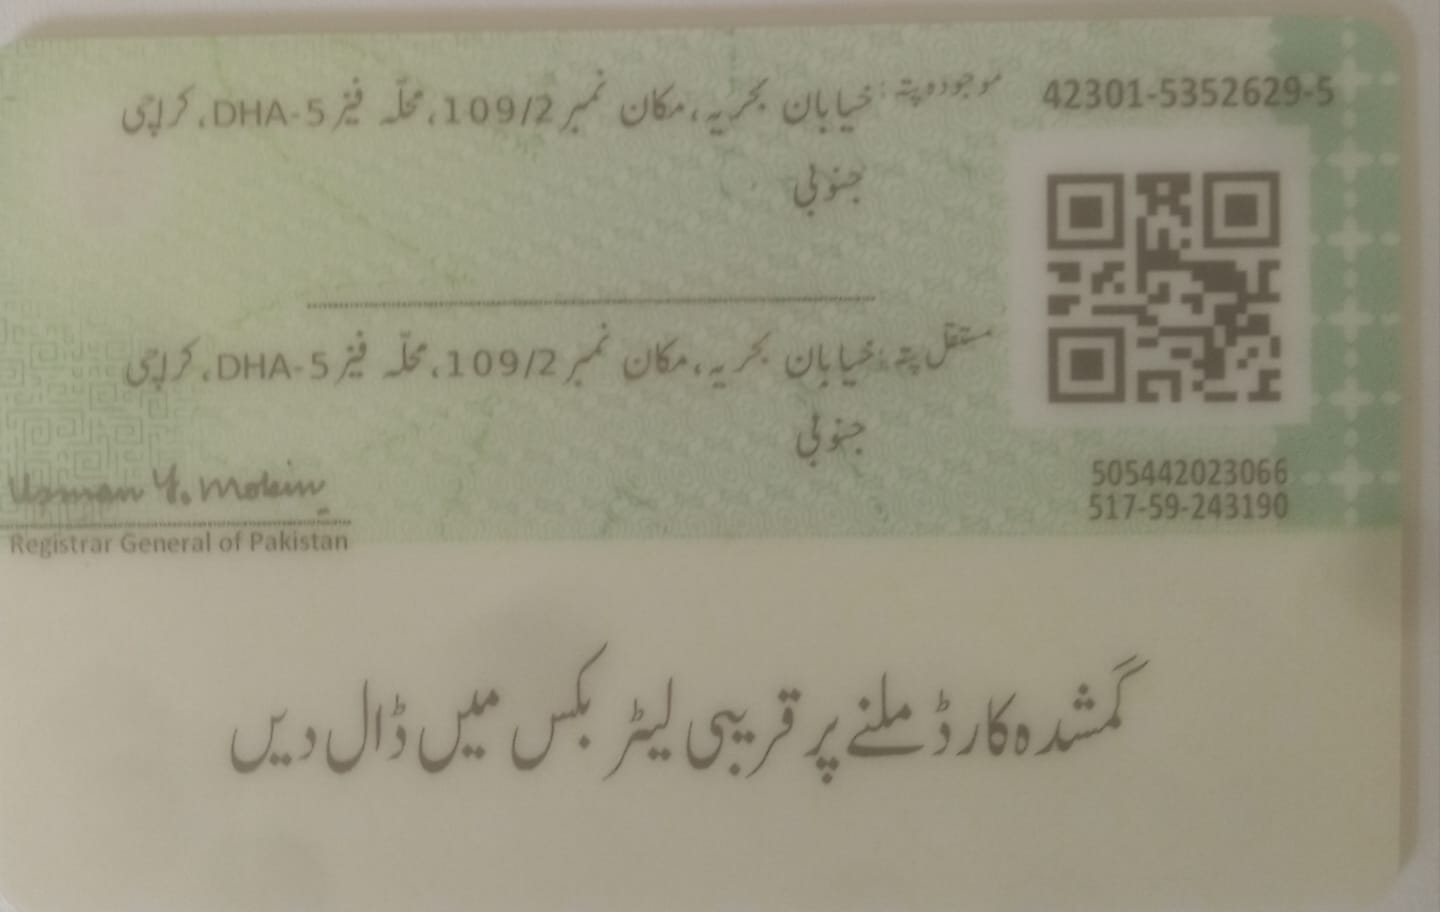 42301-5352629-5
موجودہ پتہ: خیابان بحریہ، مکان نمبر 109/2، محلّہ فیز 5-DHA، کراچی
جنوبی
مستقل پتہ: خیابان بحریہ، مکان نمبر 109/2، محلّہ فیز 5-DHA، کراچی
جنوبی
505442023066
517-59-243190
Usman Y. Mobin
Registrar General of Pakistan
گمشدہ کارڈ ملنے پر قریبی لیٹر بکس میں ڈال دیں